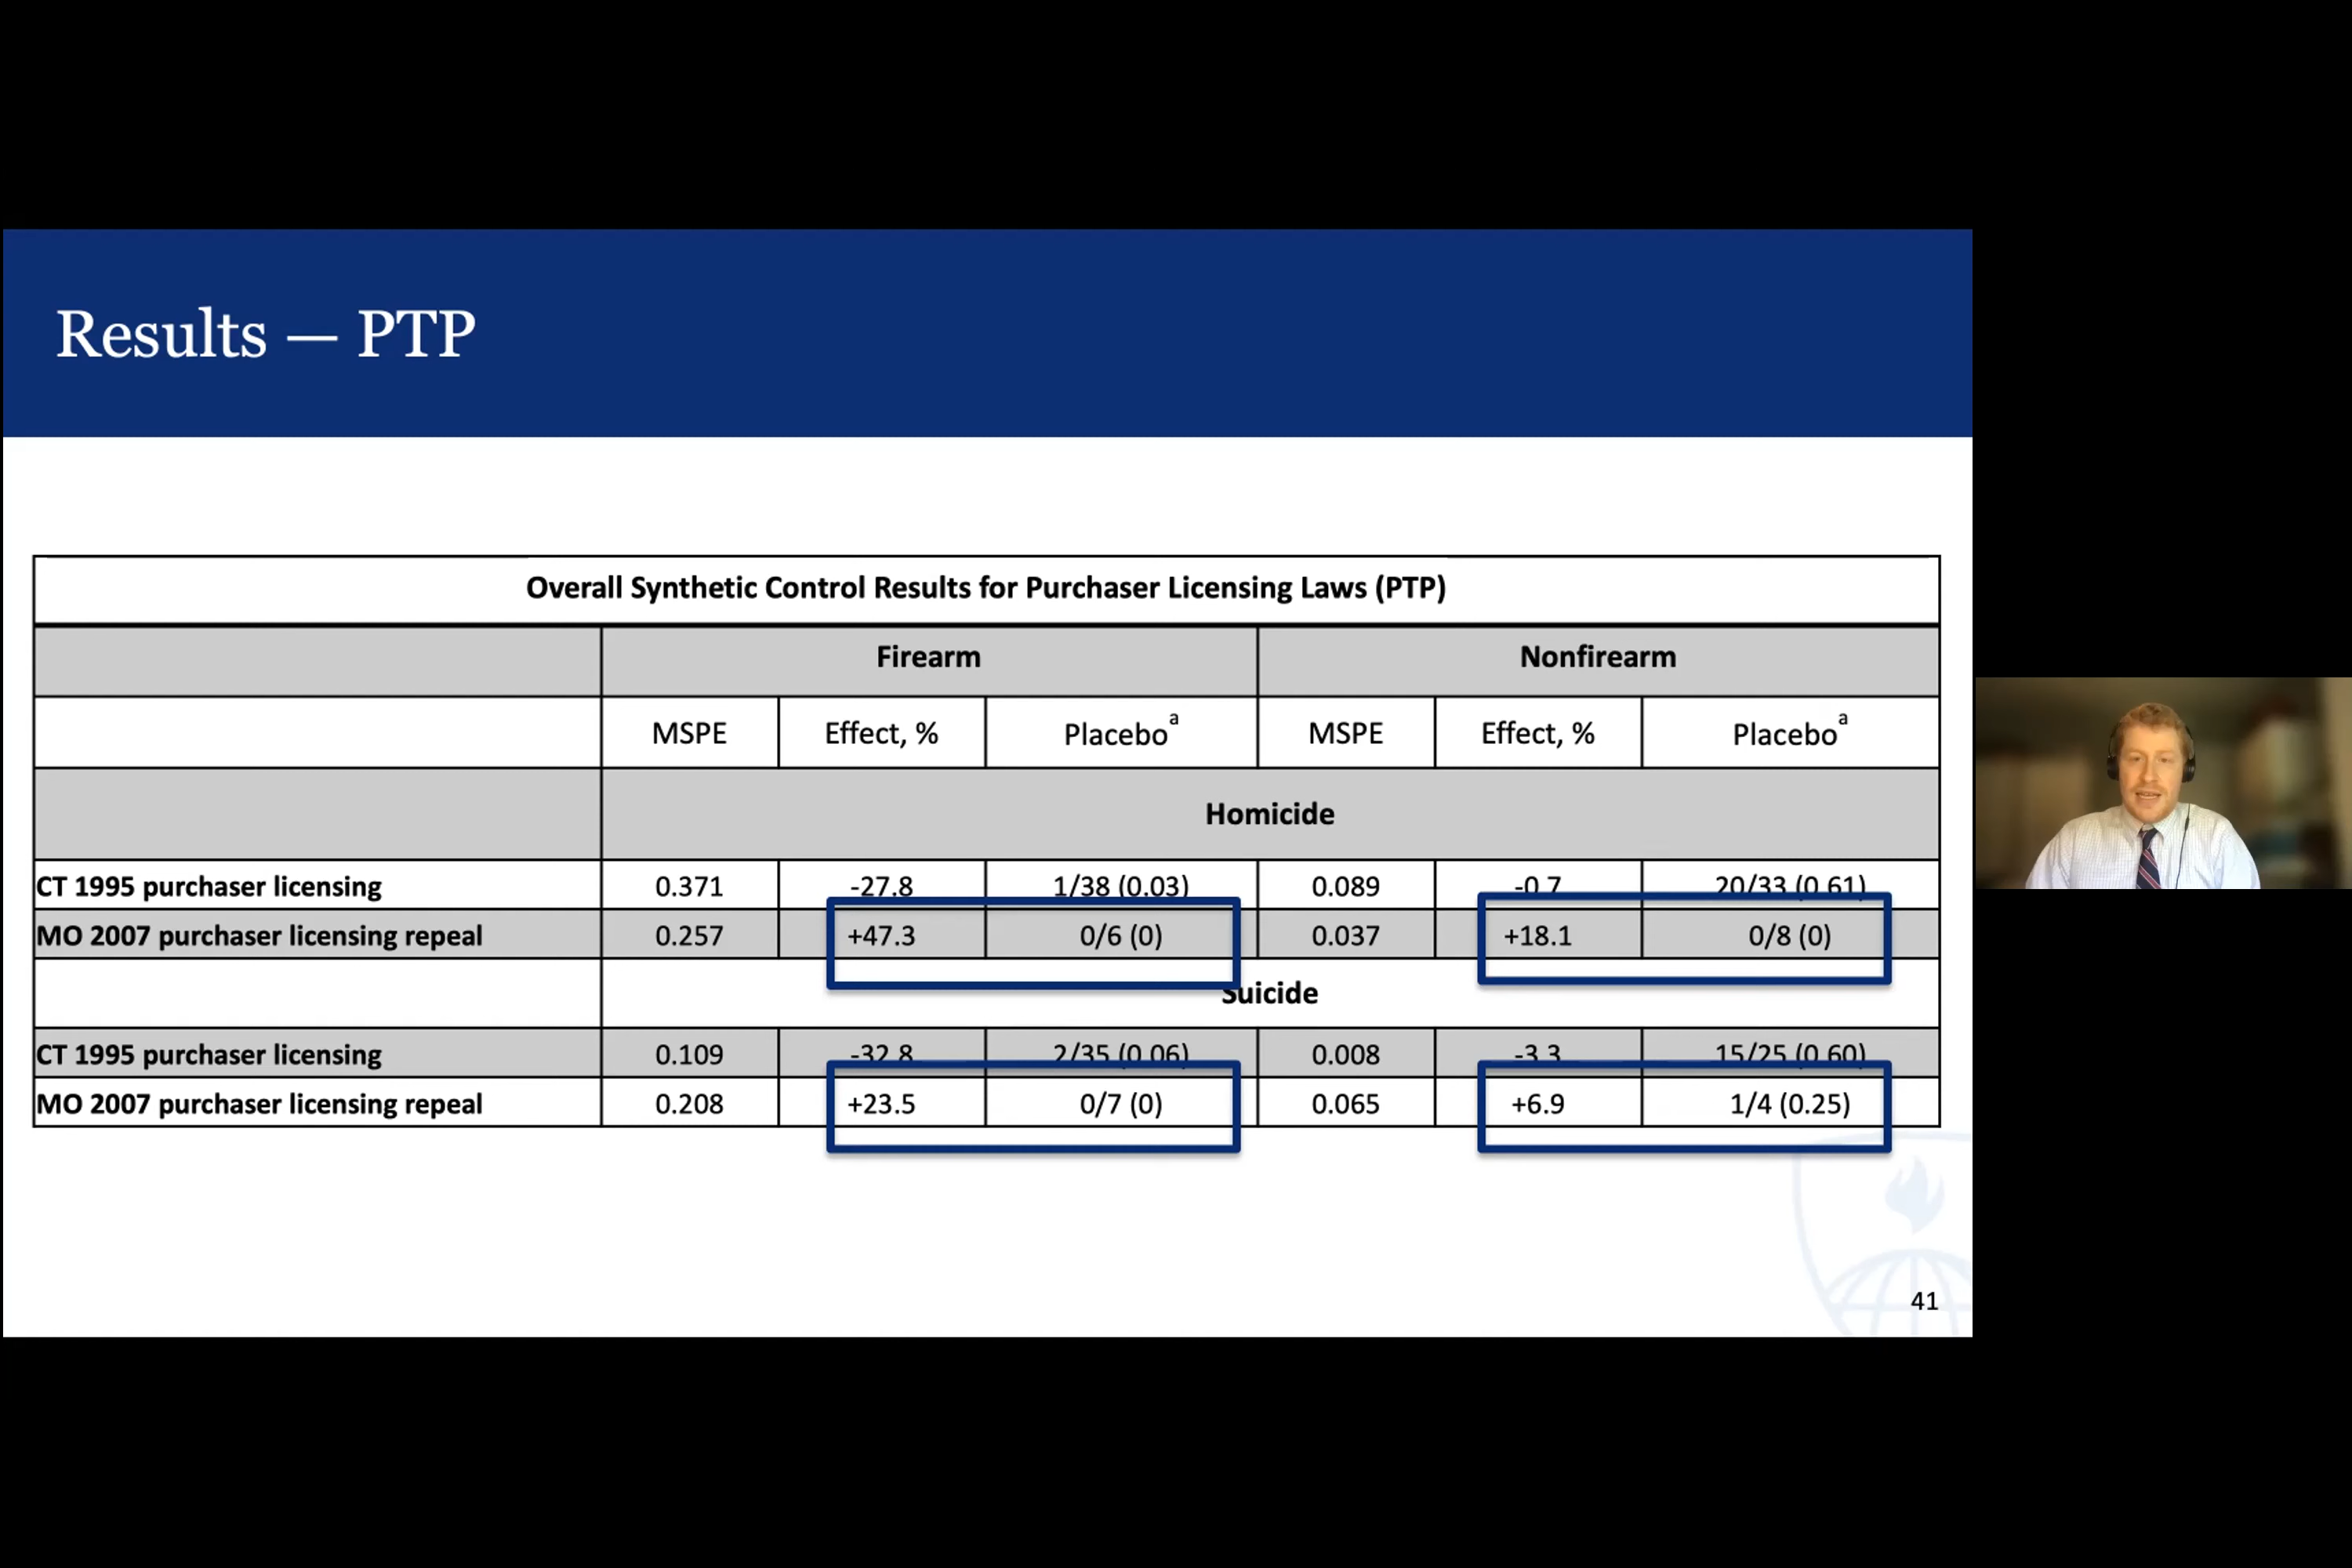 Results — PTP
Overall Synthetic Control Results for Purchaser Licensing Laws (PTP)
Firearm Nonfirearm
MSPE Effect, % Placebo a MSPE Effect, % Placebo a
Homicide
CT 1995 purchaser licensing 0.371 -27.8 1/38 (0.03) 0.089 -0.7 20/33 (0.61)
MO 2007 purchaser licensing repeal 0.257 +47.3 0/6 (0) 0.037 +18.1 0/8 (0)
Suicide
CT 1995 purchaser licensing 0.109 -32.8 2/35 (0.06) 0.008 -3.3 15/25 (0.60)
MO 2007 purchaser licensing repeal 0.208 +23.5 0/7 (0) 0.065 +6.9 1/4 (0.25)
41